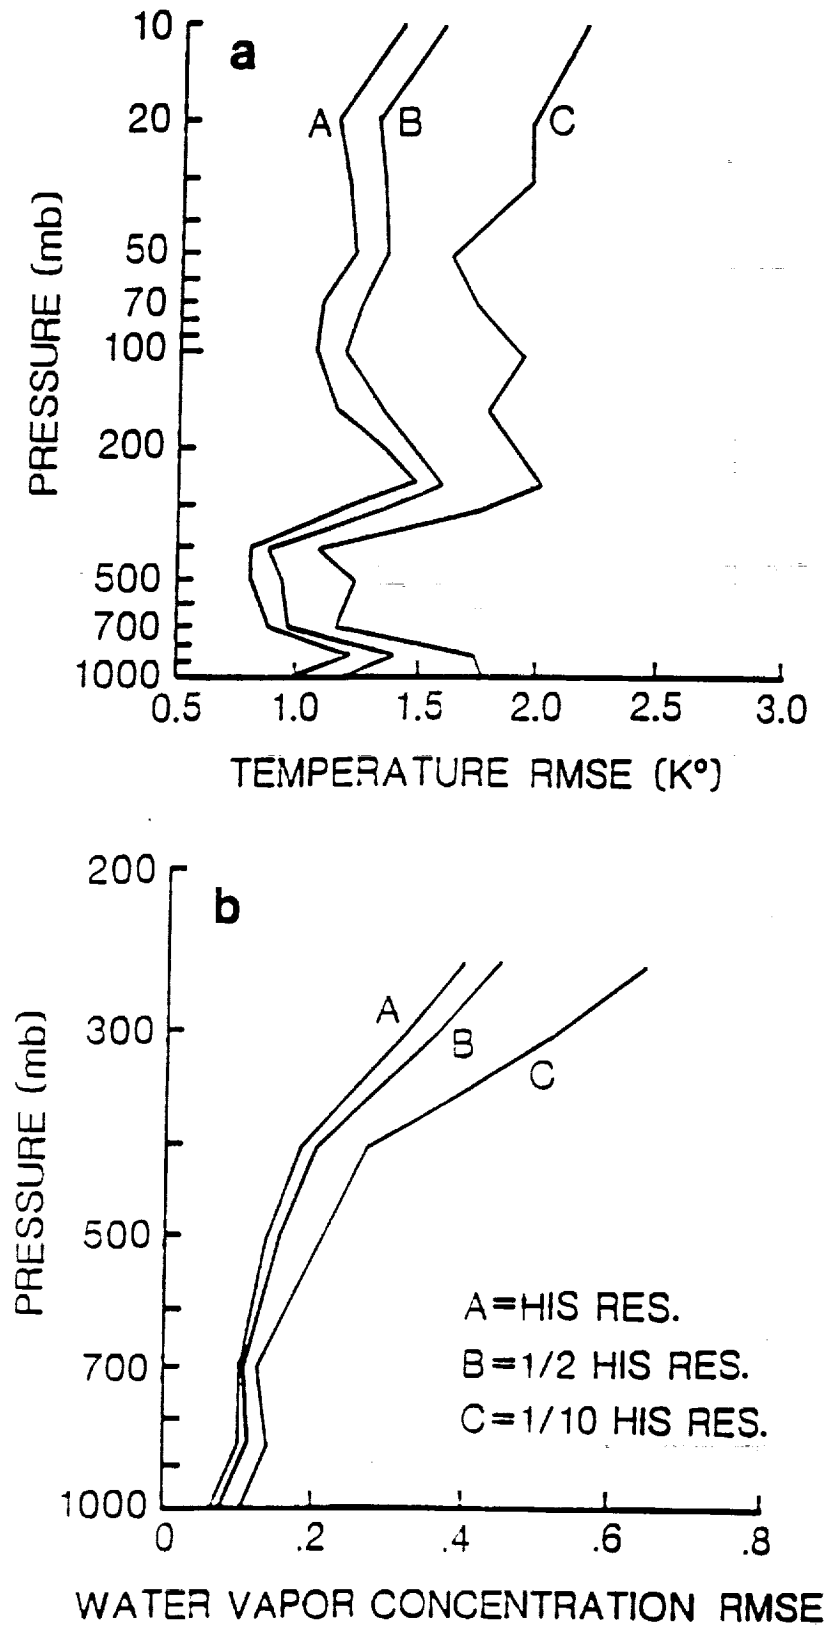 a
10
20
50
70
100
200
500
700
1000
PRESSURE (mb)
A B C
0.5 1.0 1.5 2.0 2.5 3.0
TEMPERATURE RMSE (K°)
b
200
300
500
700
1000
PRESSURE (mb)
A
B
C
A=HIS RES.
B=1/2 HIS RES.
C=1/10 HIS RES.
0 .2 .4 .6 .8
WATER VAPOR CONCENTRATION RMSE